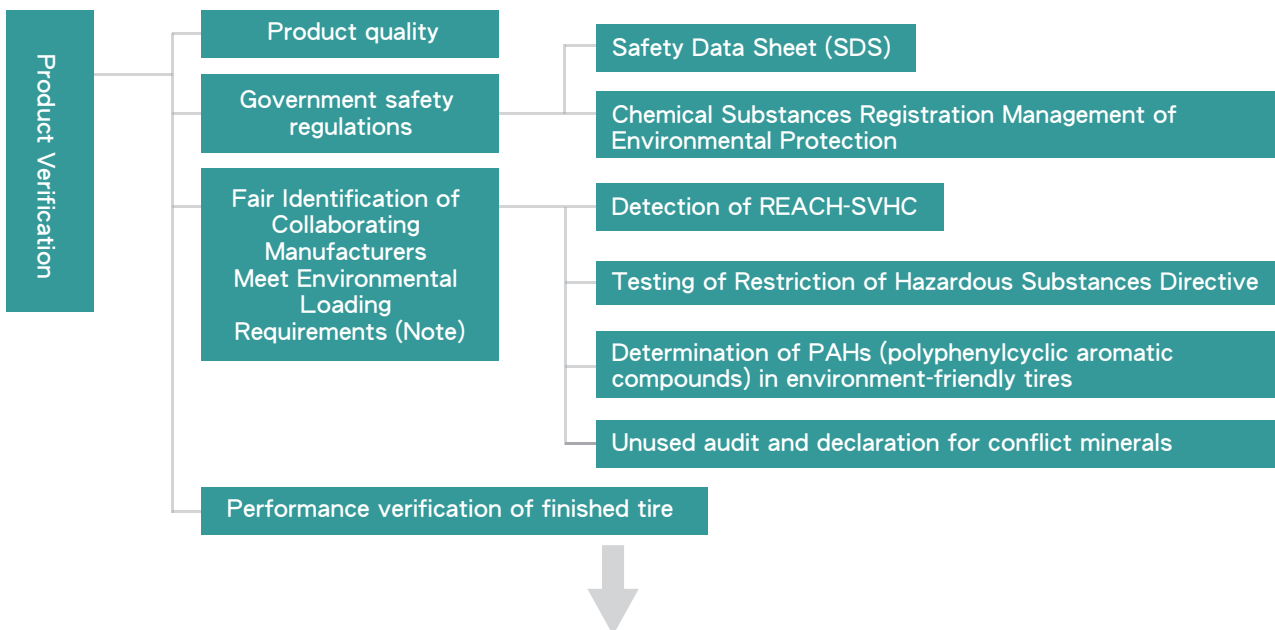 Product Verification
Product quality
Government safety
regulations
Safety Data Sheet (SDS)
Chemical Substances Registration Management of
Environmental Protection
Fair Identification of
Collaborating
Manufacturers
Meet Environmental
Loading
Requirements (Note)
Detection of REACH-SVHC
Testing of Restriction of Hazardous Substances Directive
Determination of PAHs (polyphenylcyclic aromatic
compounds) in environment-friendly tires
Unused audit and declaration for conflict minerals
Performance verification of finished tire